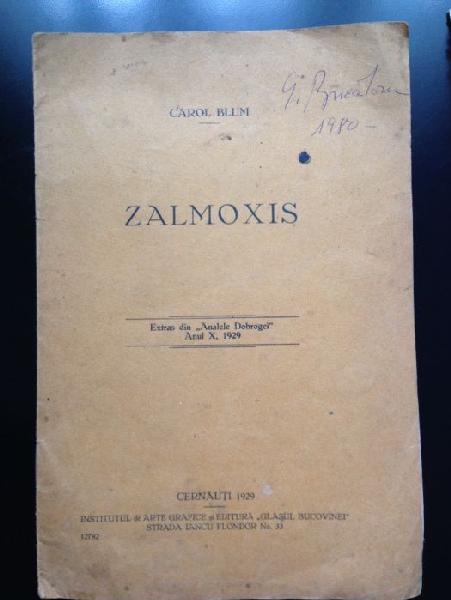 CAROL BLUM
1980 -
ZALMOXIS
Extras din „Analele Dobrogei"
Anul X, 1929
CERNĂUȚI 1929
INSTITUTUL de ARTE GRAFICE și EDITURĂ „GLASUL BUCOVINEI"
STRADA IANCU FLONDOR No. 33